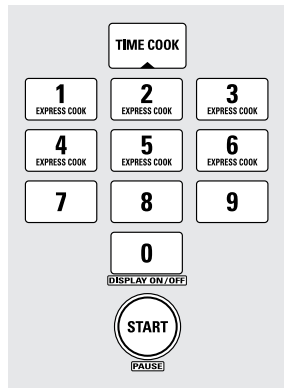 TIME COOK
1 2 3
EXPRESS COOK EXPRESS COOK EXPRESS COOK
4 5 6
EXPRESS COOK EXPRESS COOK EXPRESS COOK
7 8 9
0
DISPLAY ON/OFF
START
PAUSE